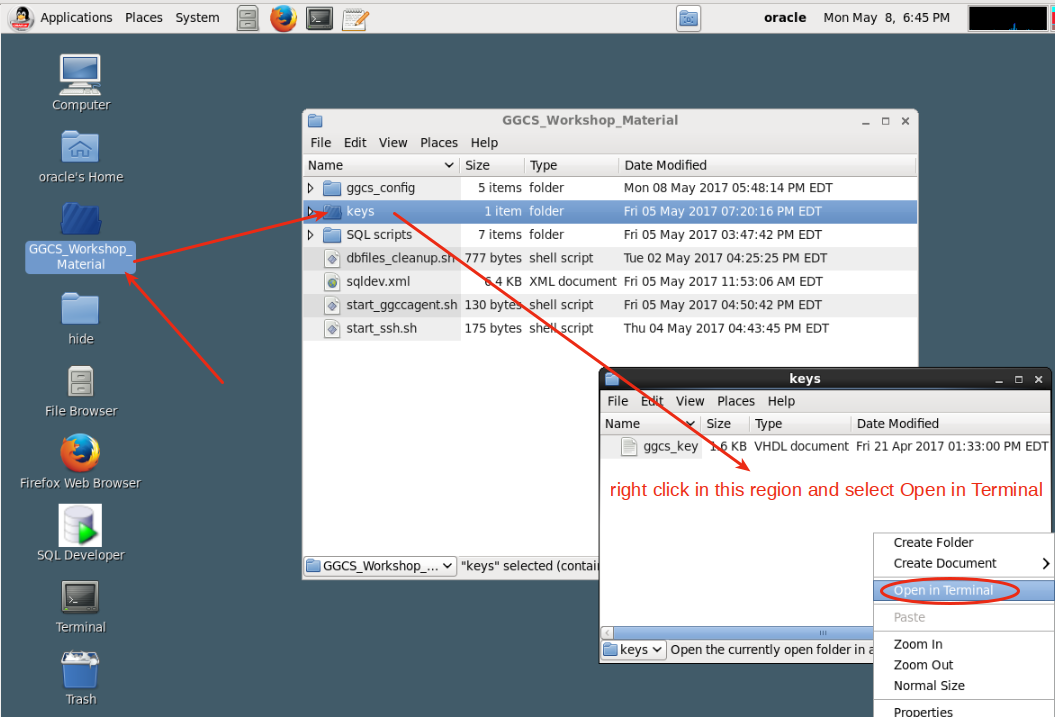 Applications Places System
oracle Mon May 8, 6:45 PM
Computer
oracle's Home
GGCS_Workshop_
Material
hide
File Browser
Firefox Web Browser
SQL Developer
Terminal
Trash
GGCS_Workshop_Material
File Edit View Places Help
Name Size Type Date Modified
ggcs_config 5 items folder Mon 08 May 2017 05:48:14 PM EDT
keys 1 item folder Fri 05 May 2017 07:20:16 PM EDT
SQL scripts 7 items folder Fri 05 May 2017 03:47:42 PM EDT
dbfiles_cleanup.sh 777 bytes shell script Tue 02 May 2017 04:25:25 PM EDT
sqldev.xml 6.4 KB XML document Fri 05 May 2017 11:53:06 AM EDT
start_ggccagent.sh 130 bytes shell script Fri 05 May 2017 04:50:42 PM EDT
start_ssh.sh 175 bytes shell script Thu 04 May 2017 04:43:45 PM EDT
GGCS_Workshop_... "keys" selected (contai
keys
File Edit View Places Help
Name Size Type Date Modified
ggcs_key 1.6 KB VHDL document Fri 21 Apr 2017 01:33:00 PM EDT
right click in this region and select Open in Terminal
Create Folder
Create Document
Open in Terminal
Paste
Zoom In
Zoom Out
Normal Size
Properties
keys Open the currently open folder in a